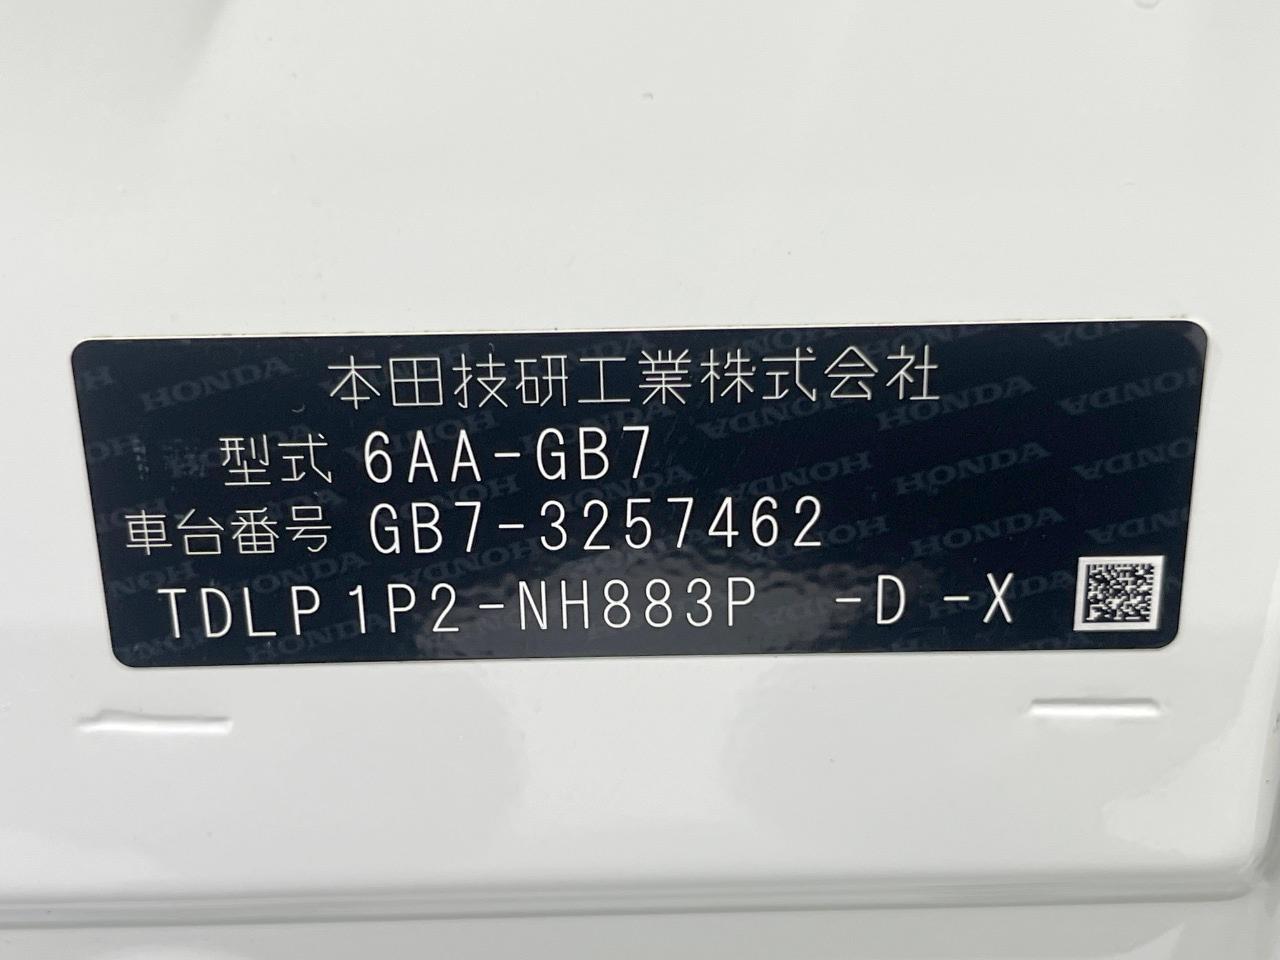 本田技研工業株式会社
型式 6AA-GB7
車台番号 GB7-3257462
TDLP1P2-NH883P -D-X